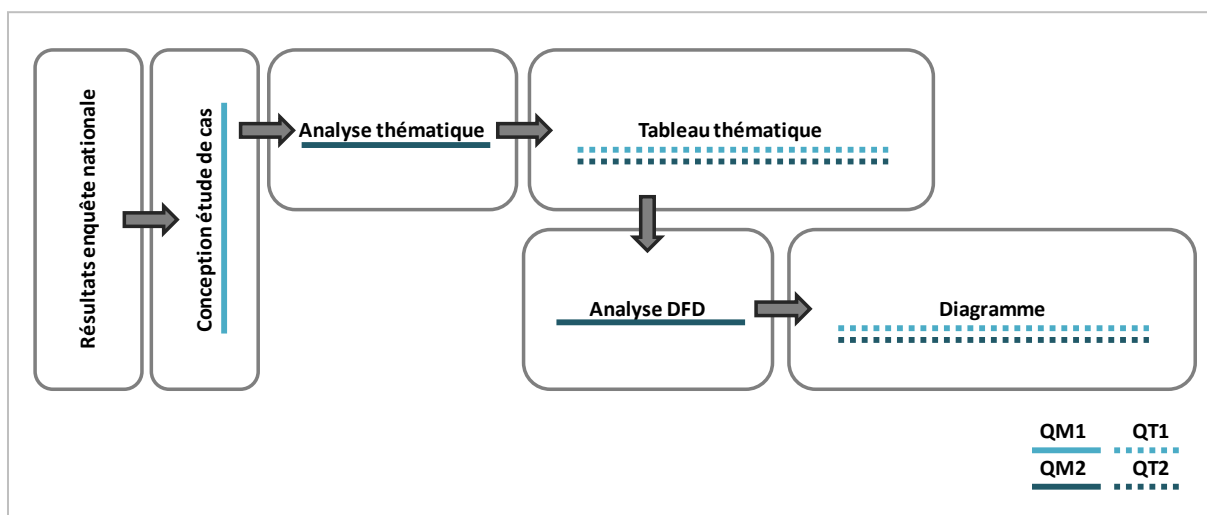 Résultats enquête nationale
Conception étude de cas
Analyse thématique
Tableau thématique
Analyse DFD
Diagramme
QM1 QT1
QM2 QT2